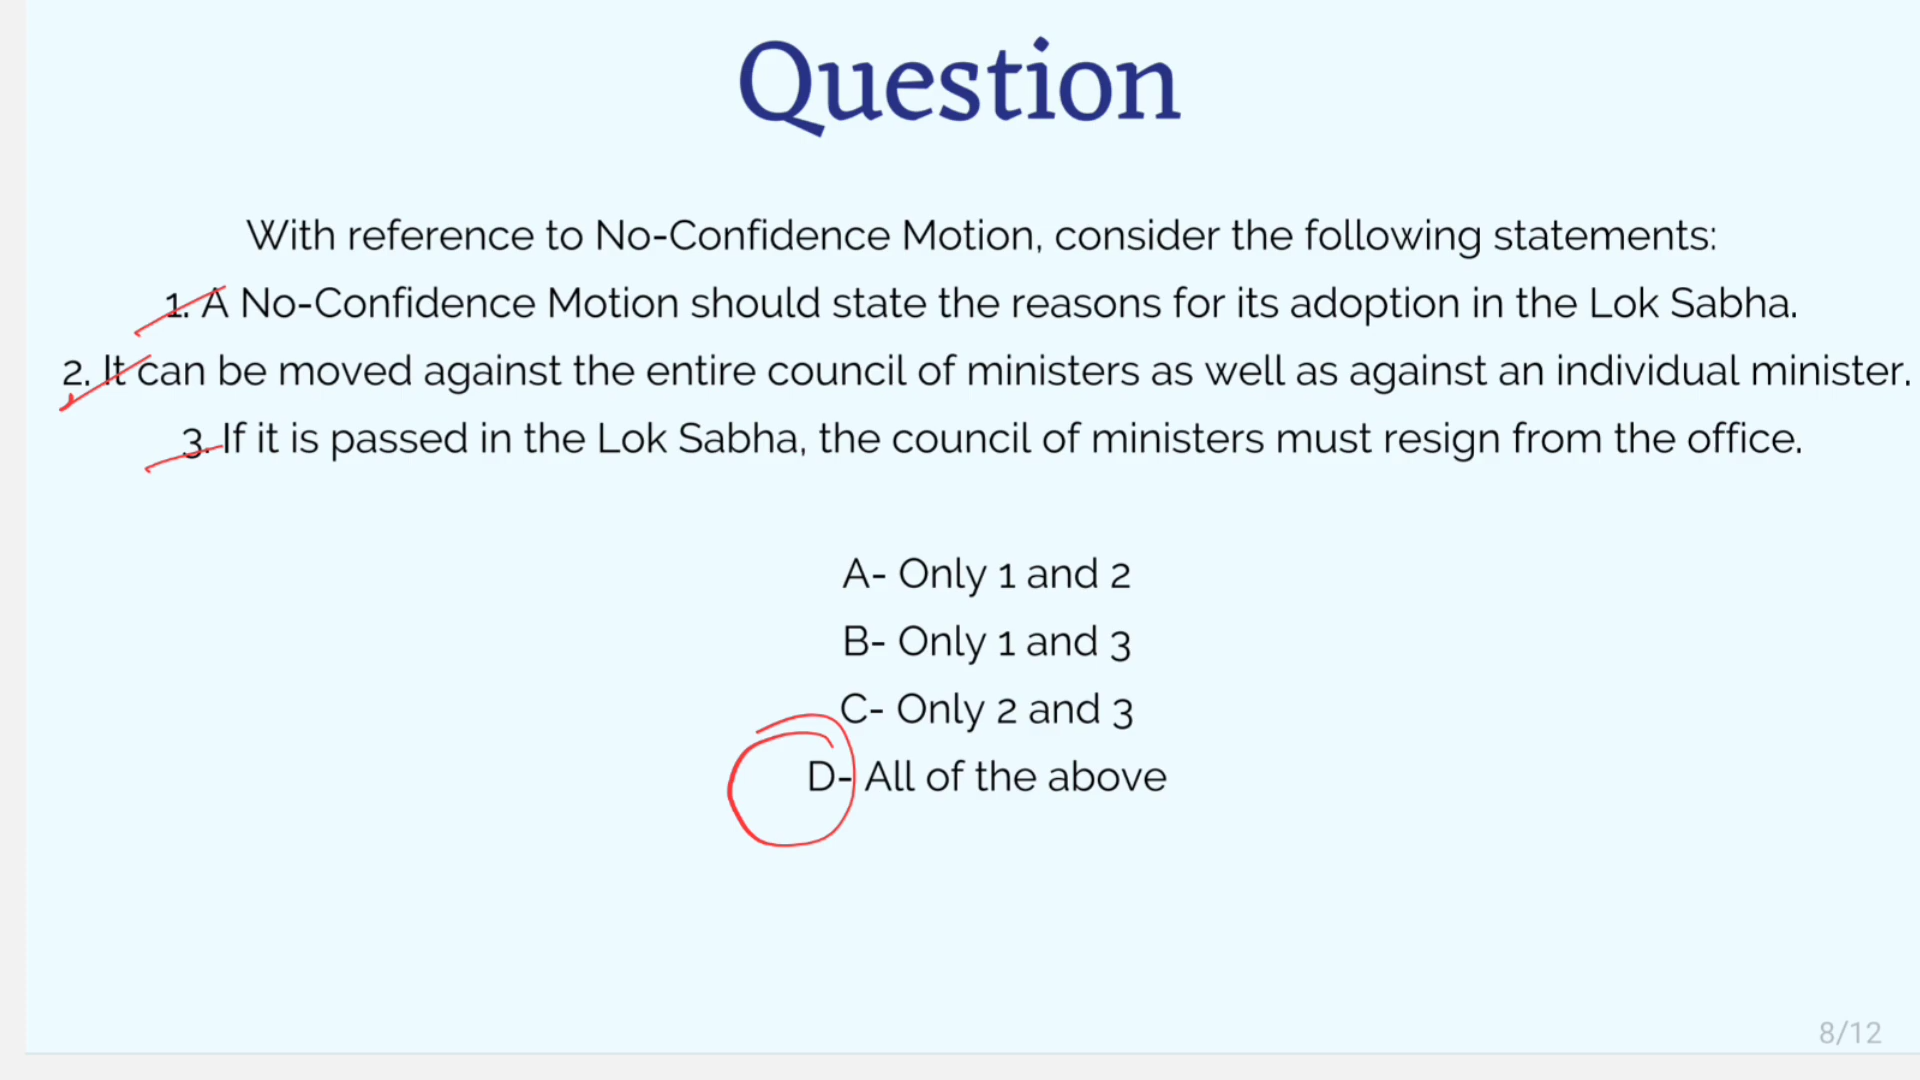 Question
With reference to No-Confidence Motion, consider the following statements:
1. A No-Confidence Motion should state the reasons for its adoption in the Lok Sabha.
2. It can be moved against the entire council of ministers as well as against an individual minister.
3. If it is passed in the Lok Sabha, the council of ministers must resign from the office.
A- Only 1 and 2
B- Only 1 and 3
C- Only 2 and 3
D- All of the above
8/12